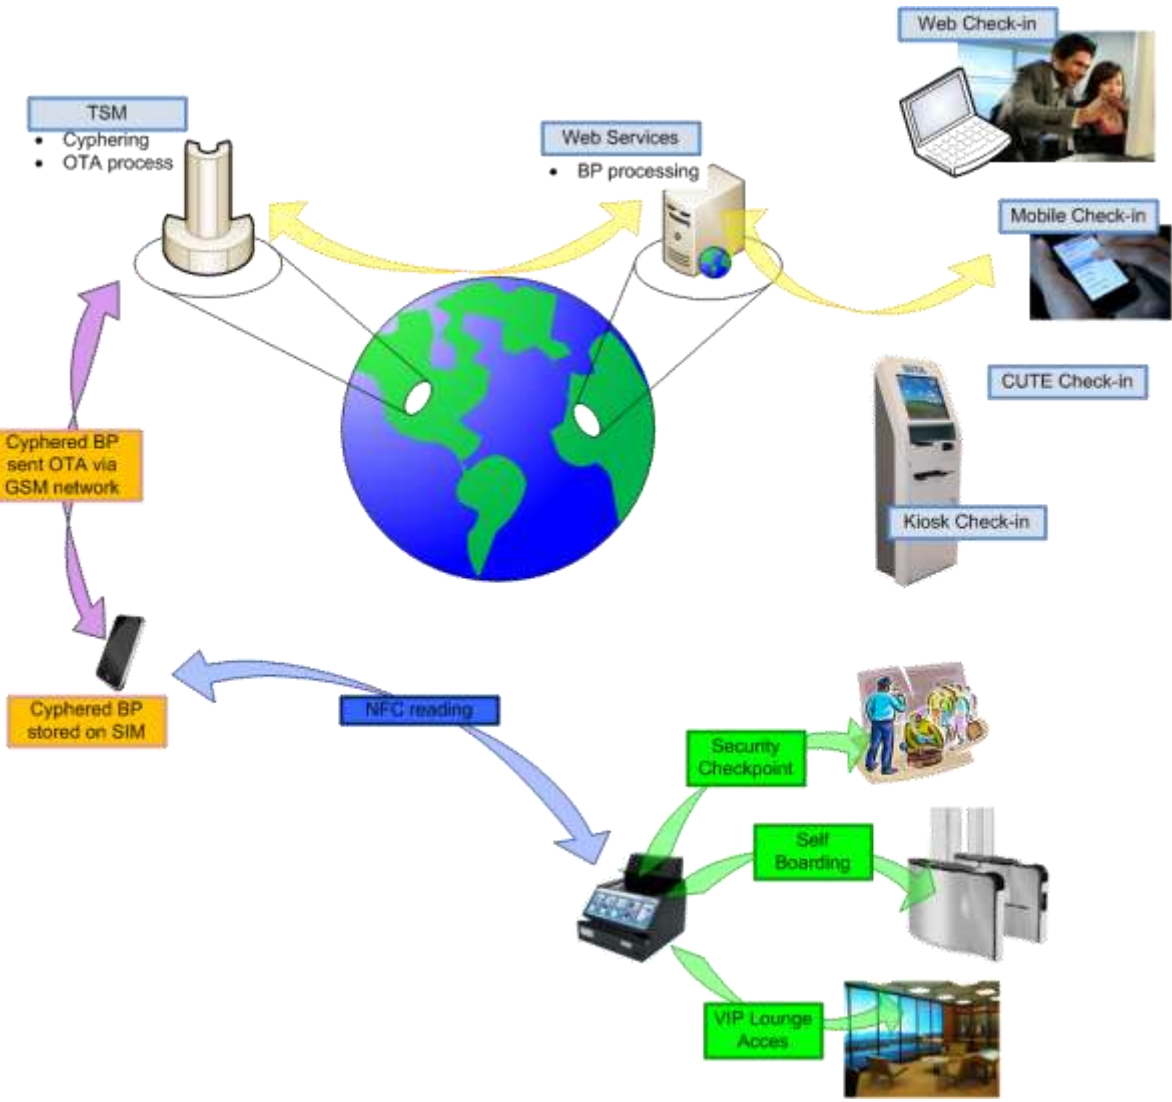 Web Check-in
TSM
• Cyphering
• OTA process
Web Services
• BP processing
Mobile Check-in
CUTE Check-in
Cyphered BP
sent OTA via
GSM network
Kiosk Check-in
Cyphered BP
stored on SIM
NFC reading
Security
Checkpoint
Self
Boarding
VIP Lounge
Acces